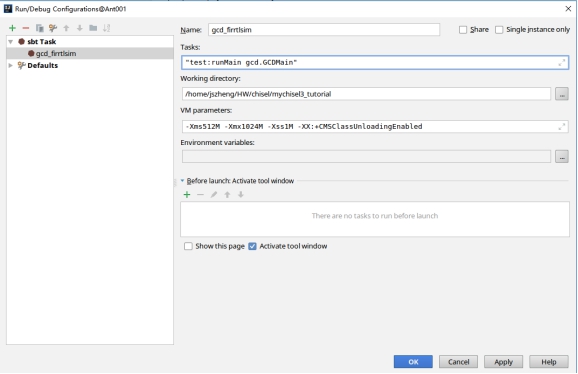 Run/Debug Configurations@Ant001
Name: gcd_firrtlsim
Share
Single instance only
sbt Task
gcd_firrtlsim
Defaults
Tasks:
"test:runMain gcd.GCDMain"
Working directory:
/home/jszheng/HW/chisel/mychisel3_tutorial
...
VM parameters:
-Xms512M -Xmx1024M -Xss1M -XX:+CMSClassUnloadingEnabled
Environment variables:
...
Before launch: Activate tool window
There are no tasks to run before launch
Show this page Activate tool window
OK Cancel Apply Help